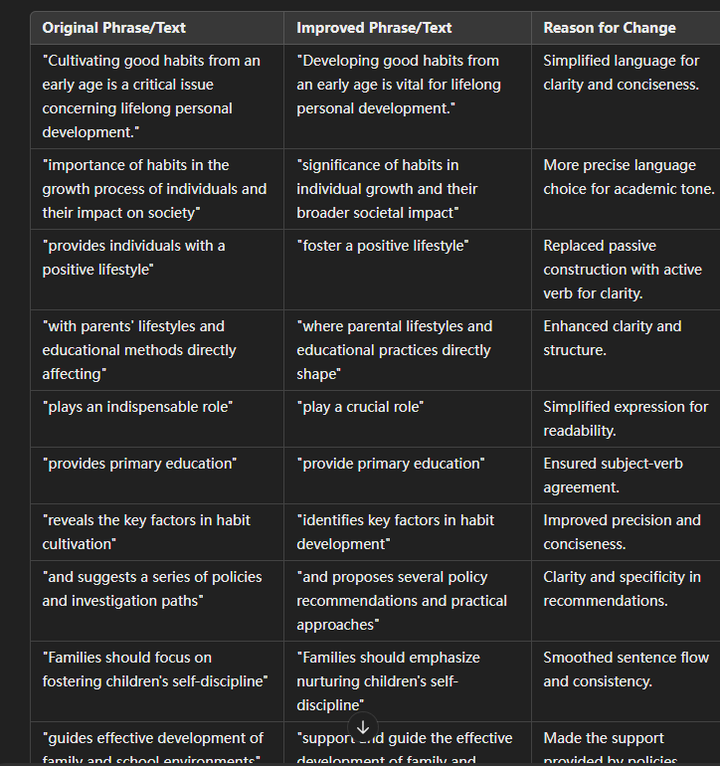 Original Phrase/Text
Improved Phrase/Text
Reason for Change
"Cultivating good habits from an
early age is a critical issue
concerning lifelong personal
development."
"Developing good habits from
an early age is vital for lifelong
personal development."
Simplified language for
clarity and conciseness.
"importance of habits in the
growth process of individuals and
their impact on society"
"significance of habits in
individual growth and their
broader societal impact"
More precise language
choice for academic tone.
"provides individuals with a
positive lifestyle"
"foster a positive lifestyle"
Replaced passive
construction with active
verb for clarity.
"with parents' lifestyles and
educational methods directly
affecting"
"where parental lifestyles and
educational practices directly
shape"
Enhanced clarity and
structure.
"plays an indispensable role"
"play a crucial role"
Simplified expression for
readability.
"provides primary education"
"provide primary education"
Ensured subject-verb
agreement.
"reveals the key factors in habit
cultivation"
"identifies key factors in habit
development"
Improved precision and
conciseness.
"and suggests a series of policies
and investigation paths"
"and proposes several policy
recommendations and practical
approaches"
Clarity and specificity in
recommendations.
"Families should focus on
fostering children's self-discipline"
"Families should emphasize
nurturing children's self-
discipline"
Smoothed sentence flow
and consistency.
"guides effective development of
family and school environments"
"support and guide the effective
development of family and
Made the support
provided by policies